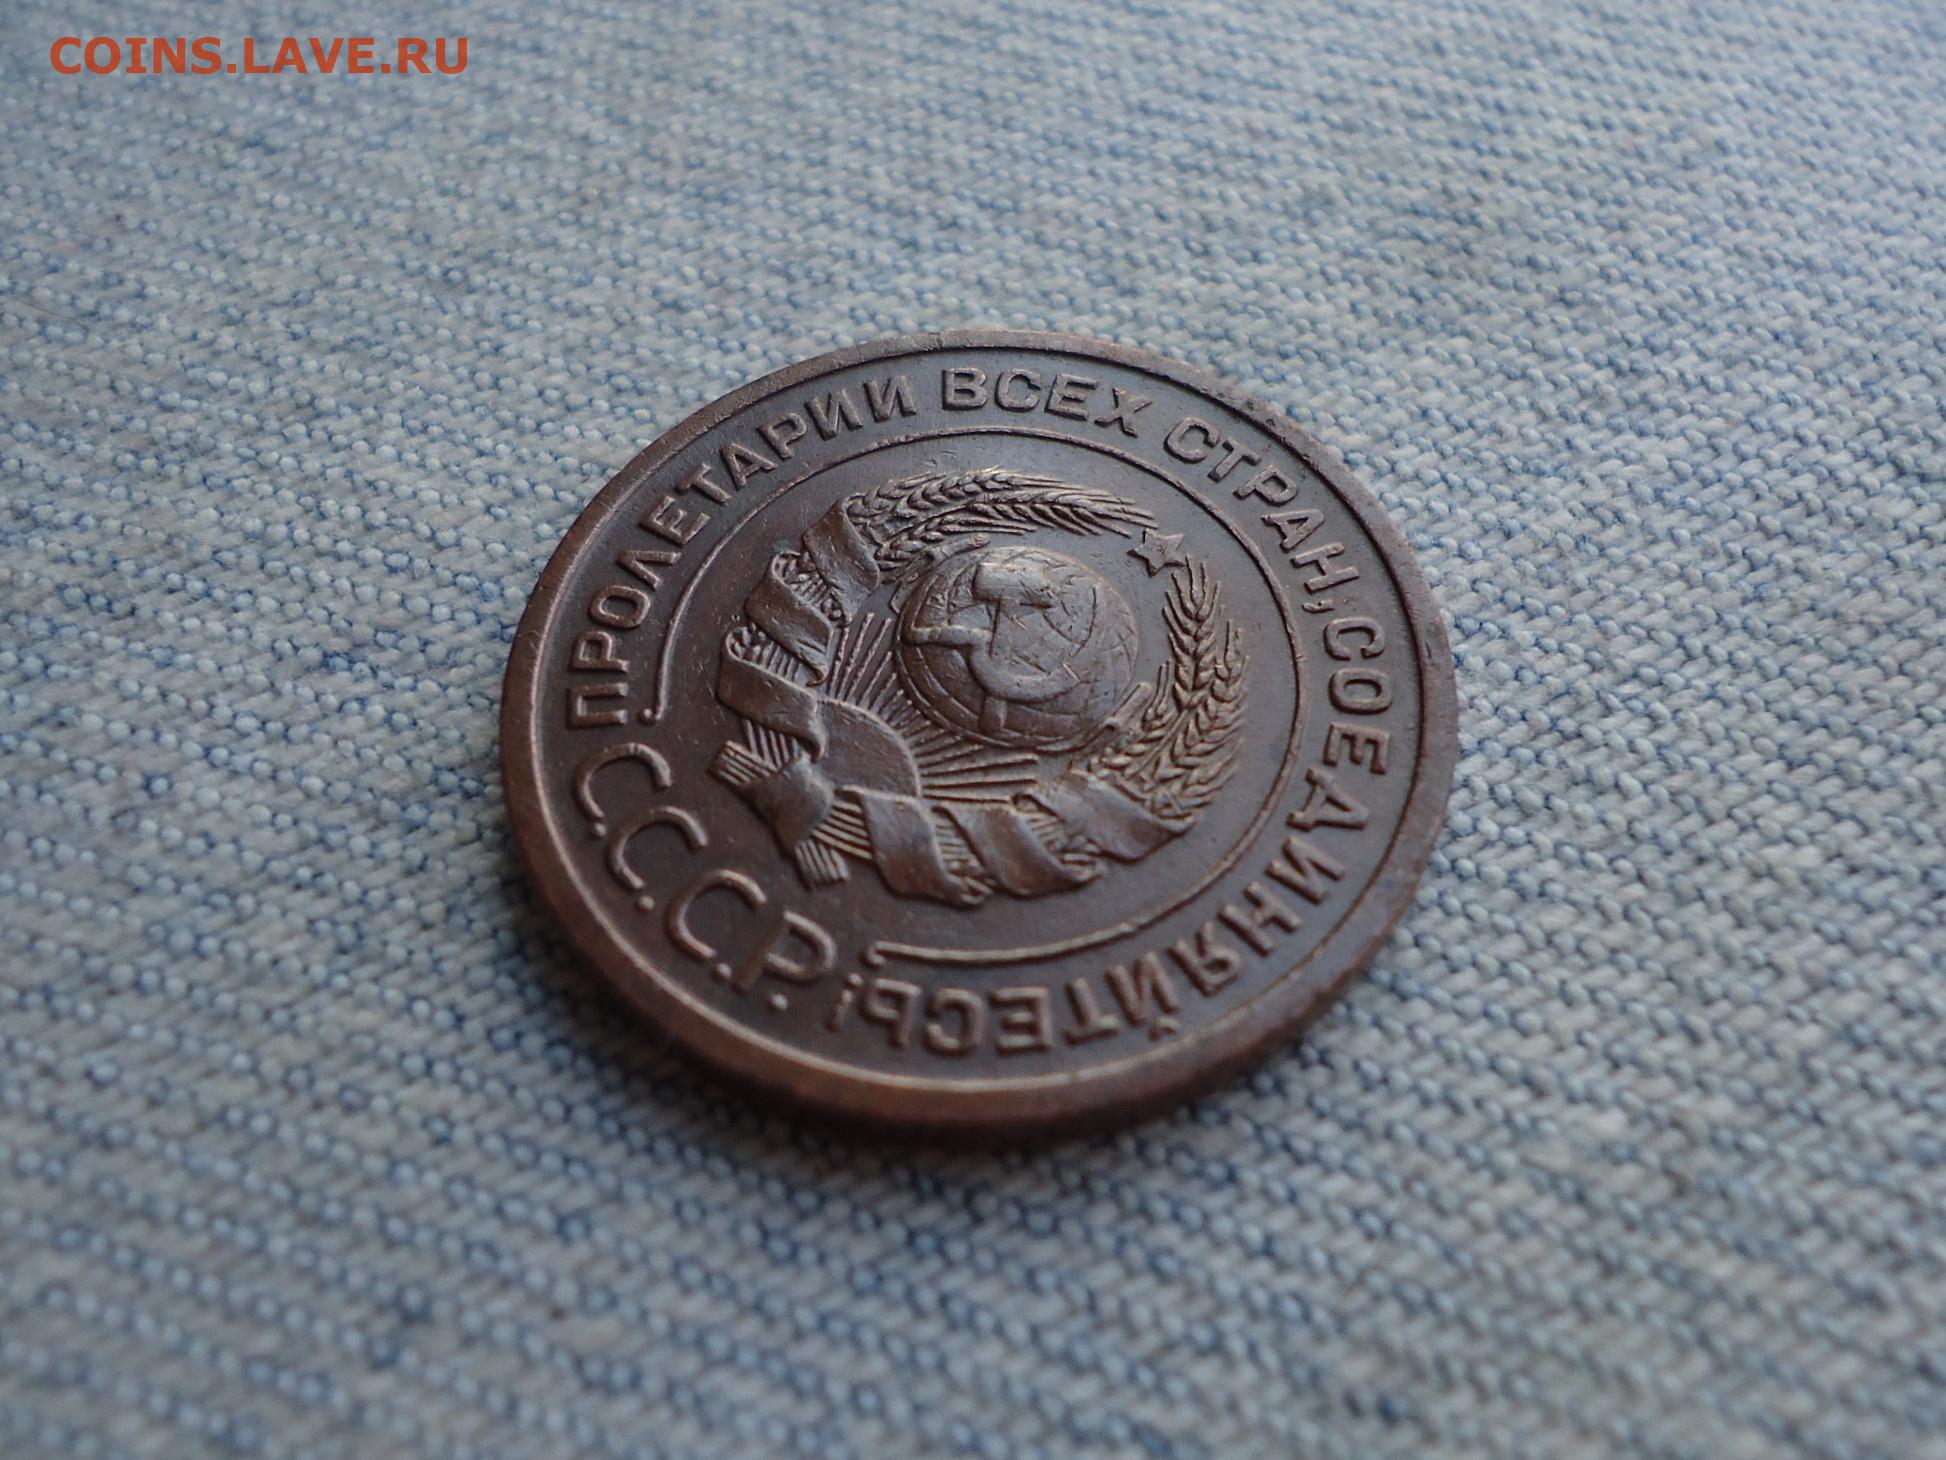 COINS.LAVE.RU
ПРОЛЕТАРИИ ВСЕХ СТРАН, СОЕДИНЯЙТЕСЬ!
С.С.С.Р.